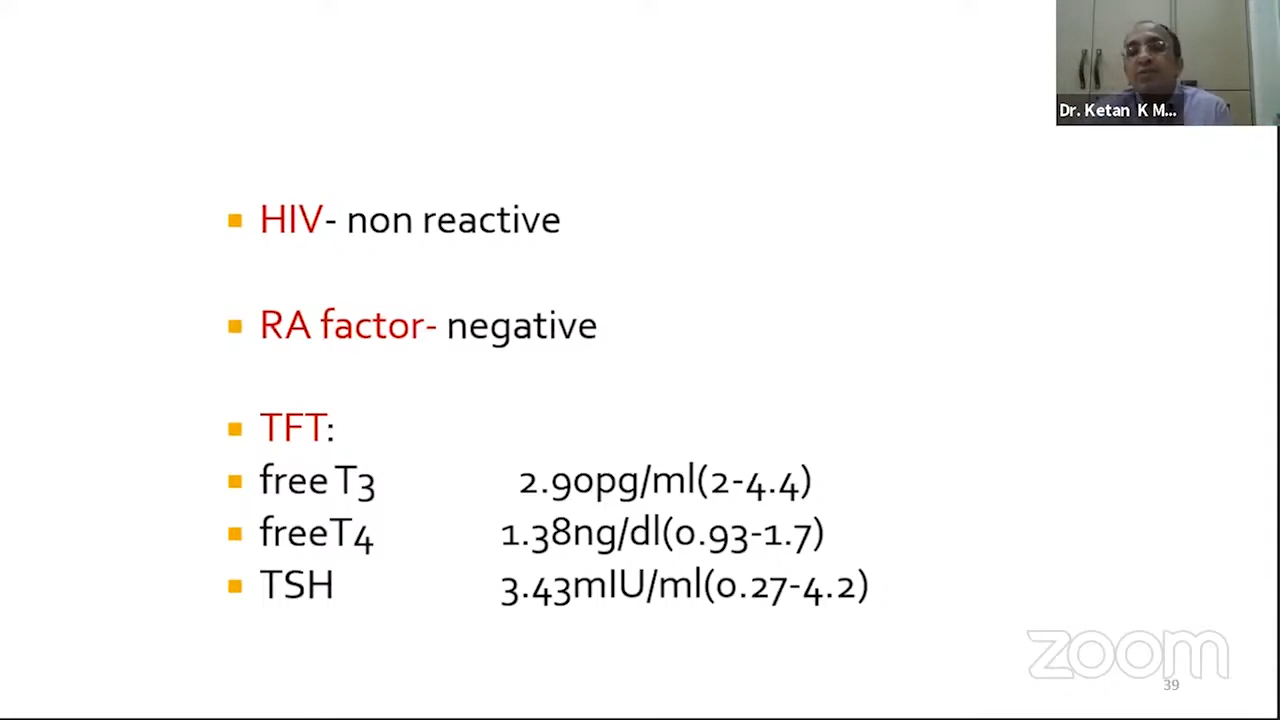 Dr. Ketan K M...
HIV- non reactive
RA factor- negative
TFT:
free T3 2.90pg/ml(2-4.4)
freeT4 1.38ng/dl(0.93-1.7)
TSH 3.43mIU/ml(0.27-4.2)
zoom
39